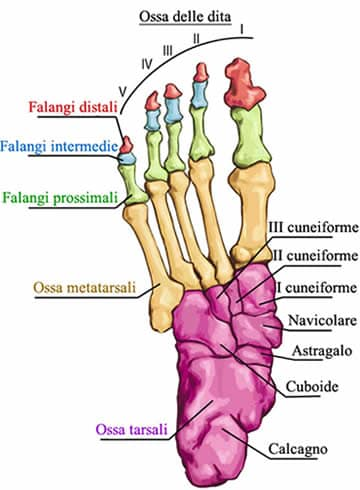 Ossa delle dita
I
II
III
IV
V
Falangi distali
Falangi intermedie
Falangi prossimali
III cuneiforme
II cuneiforme
I cuneiforme
Ossa metatarsali
Navicolare
Astragalo
Cuboide
Ossa tarsali
Calcagno